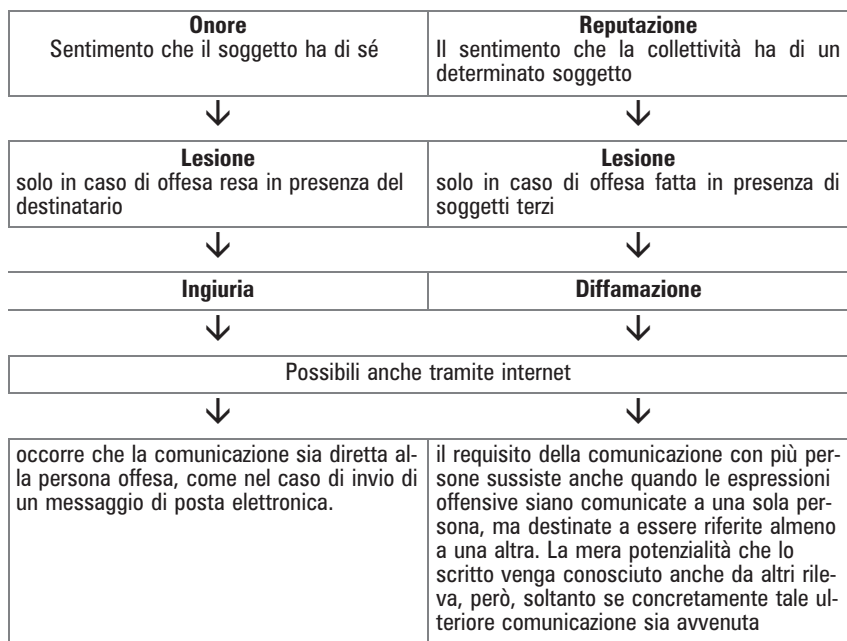 Onore
Sentimento che il soggetto ha di sé
Reputazione
Il sentimento che la collettività ha di un
determinato soggetto
Lesione
solo in caso di offesa resa in presenza del
destinatario
Lesione
solo in caso di offesa fatta in presenza di
soggetti terzi
Ingiuria
Diffamazione
Possibili anche tramite internet
occorre che la comunicazione sia diretta al-
la persona offesa, come nel caso di invio di
un messaggio di posta elettronica.
il requisito della comunicazione con più per-
sone sussiste anche quando le espressioni
offensive siano comunicate a una sola per-
sona, ma destinate a essere riferite almeno
a una altra. La mera potenzialità che lo
scritto venga conosciuto anche da altri rile-
va, però, soltanto se concretamente tale ul-
teriore comunicazione sia avvenuta